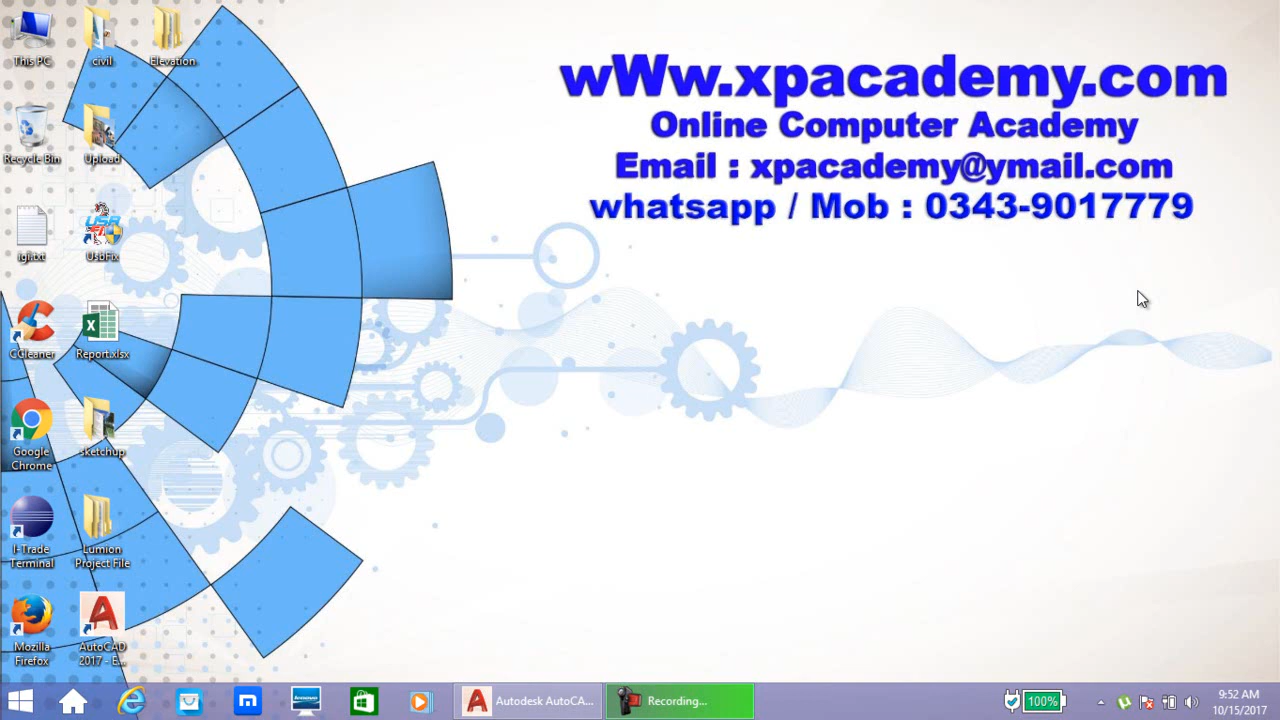 wWw.xpacademy.com
Online Computer Academy
Email : xpacademy@ymail.com
whatsapp / Mob : 0343-9017779
This PC
civil
Elevation
Recycle Bin
Upload
igi.txt
UsbFix
CCleaner
Report.xlsx
Google
Chrome
sketchup
I-Trade
Terminal
Lumion
Project File
Mozilla
Firefox
AutoCAD
2017 - E...
Autodesk AutoCA...
Recording...
100%
9:52 AM
10/15/2017